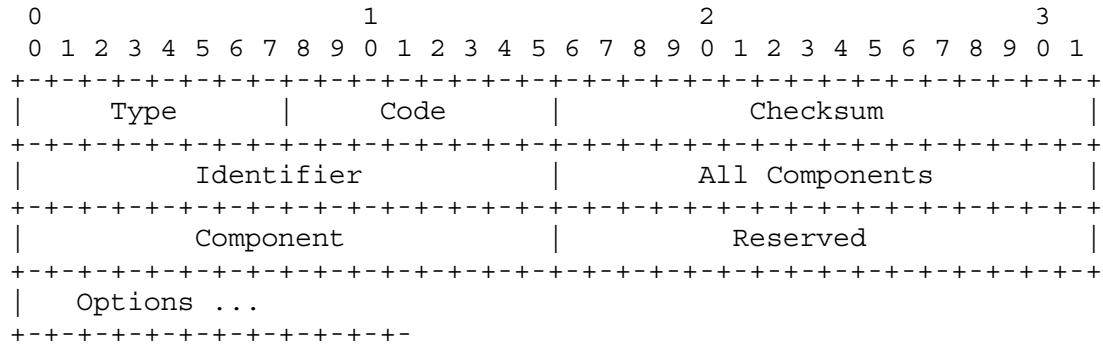 0                   1                   2                   3
 0 1 2 3 4 5 6 7 8 9 0 1 2 3 4 5 6 7 8 9 0 1 2 3 4 5 6 7 8 9 0 1
+-+-+-+-+-+-+-+-+-+-+-+-+-+-+-+-+-+-+-+-+-+-+-+-+-+-+-+-+-+-+-+-+
|     Type      |     Code      |           Checksum            |
+-+-+-+-+-+-+-+-+-+-+-+-+-+-+-+-+-+-+-+-+-+-+-+-+-+-+-+-+-+-+-+-+
|          Identifier           |        All Components         |
+-+-+-+-+-+-+-+-+-+-+-+-+-+-+-+-+-+-+-+-+-+-+-+-+-+-+-+-+-+-+-+-+
|          Component            |          Reserved             |
+-+-+-+-+-+-+-+-+-+-+-+-+-+-+-+-+-+-+-+-+-+-+-+-+-+-+-+-+-+-+-+-+
|   Options ...
+-+-+-+-+-+-+-+-+-+-+-+-